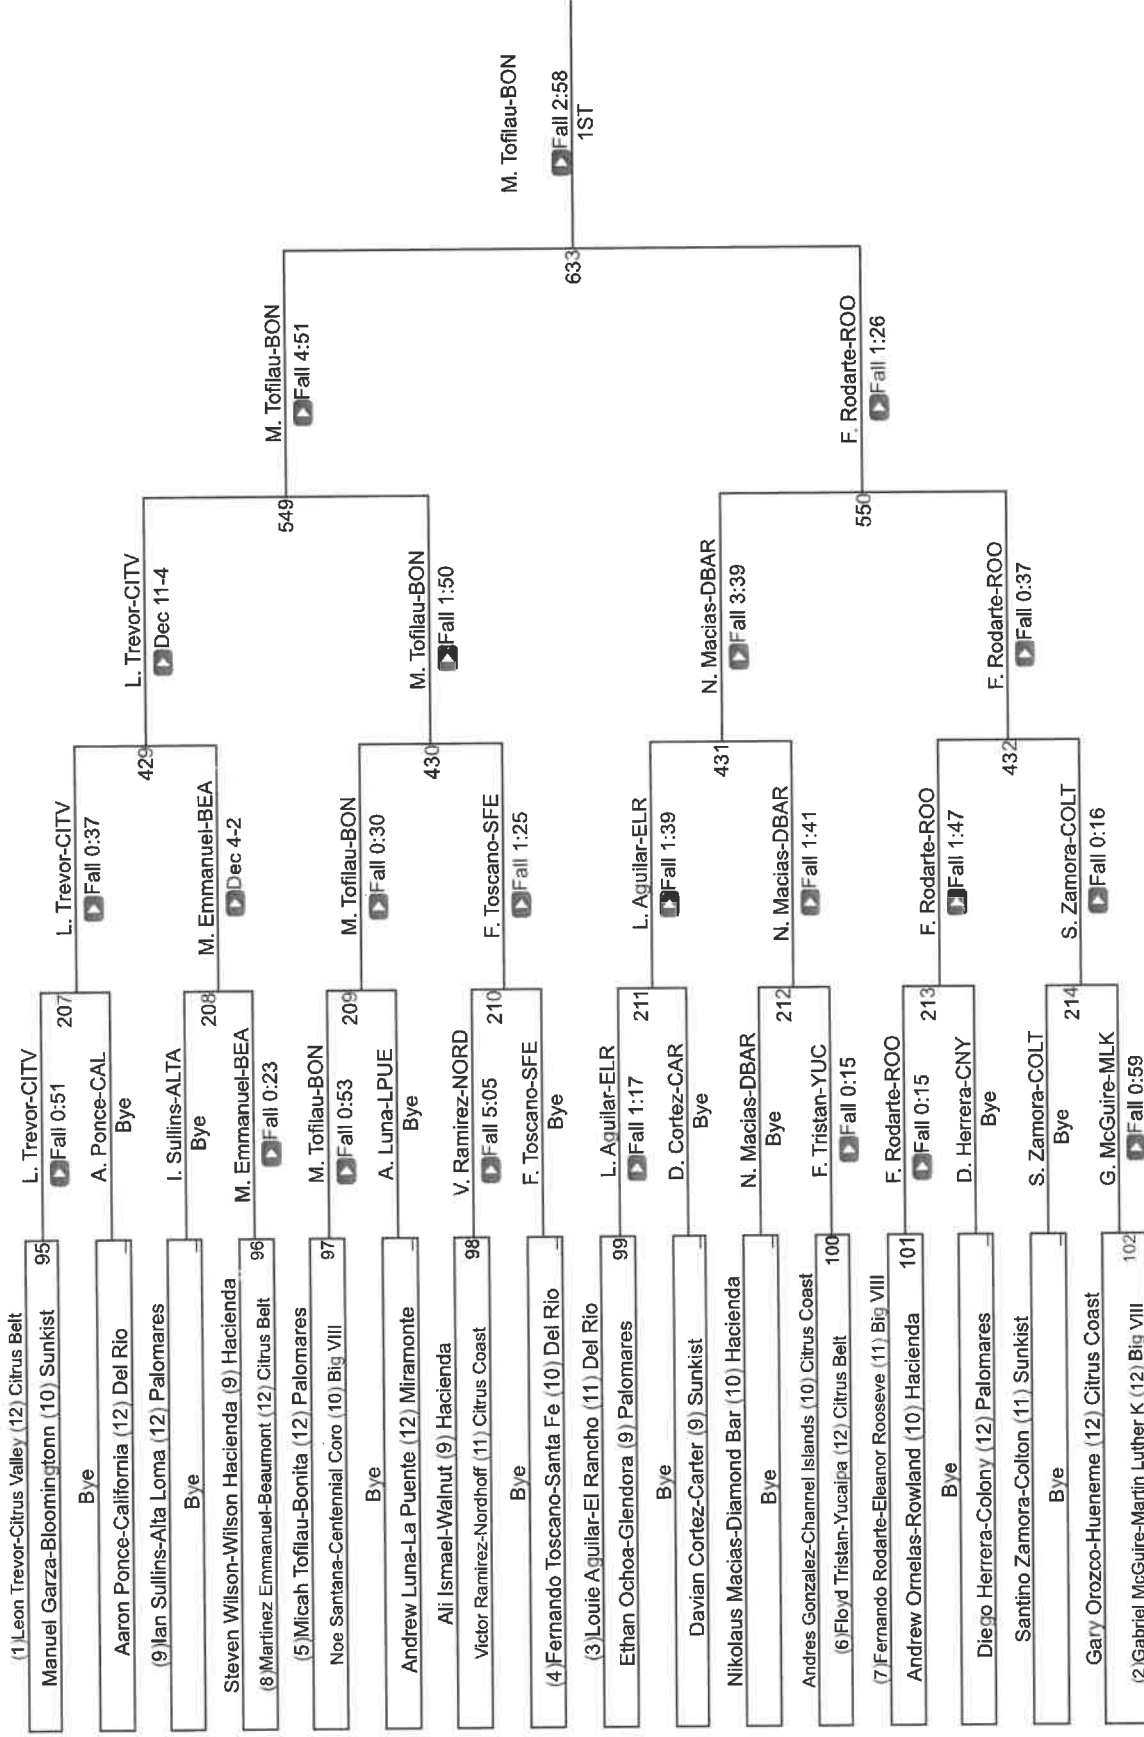 (1)Leon Trevor-Citrus Valley (12) Citrus Belt
Manuel Garza-Bloomingtonn (10) Sunkist
95
Bye
Aaron Ponce-California (12) Del Rio
(9)Ian Sullins-Alta Loma (12) Palomares
Bye
Steven Wilson-Wilson Hacienda (9) Hacienda
(8)Martinez Emmanuel-Beaumont (12) Citrus Belt
96
(5)Micah Tofilau-Bonita (12) Palomares
Noe Santana-Centennial Coro (10) Big VIII
97
Bye
Andrew Luna-La Puente (12) Miramonte
Ali Ismael-Walnut (9) Hacienda
Victor Ramirez-Nordhoff (11) Citrus Coast
98
Bye
(4)Fernando Toscano-Santa Fe (10) Del Rio
(3)Louie Aguilar-El Rancho (11) Del Rio
Ethan Ochoa-Glendora (9) Palomares
99
Bye
Davian Cortez-Carter (9) Sunkist
Nikolaus Macias-Diamond Bar (10) Hacienda
Bye
Andres Gonzalez-Channel Islands (10) Citrus Coast
(6)Floyd Tristan-Yucaipa (12) Citrus Belt
100
(7)Fernando Rodarte-Eleanor Rooseve (11) Big VIII
Andrew Ornelas-Rowland (10) Hacienda
101
Bye
Diego Herrera-Colony (12) Palomares
Santino Zamora-Colton (11) Sunkist
Bye
Gary Orozco-Hueneme (12) Citrus Coast
(2)Gabriel McGuire-Martin Luther K (12) Big VIII
102
L. Trevor-CITV
Fall 0:51
207
A. Ponce-CAL
Bye
I. Sullins-ALTA
Bye
208
M. Emmanuel-BEA
Fall 0:23
M. Tofilau-BON
Fall 0:53
209
A. Luna-LPUE
Bye
V. Ramirez-NORD
Fall 5:05
210
F. Toscano-SFE
Bye
L. Aguilar-ELR
Fall 1:17
211
D. Cortez-CAR
Bye
N. Macias-DBAR
Bye
212
F. Tristan-YUC
Fall 0:15
F. Rodarte-ROO
Fall 0:15
213
D. Herrera-CNY
Bye
S. Zamora-COLT
Bye
214
G. McGuire-MLK
Fall 0:59
L. Trevor-CITV
Fall 0:37
429
M. Emmanuel-BEA
Dec 4-2
M. Tofilau-BON
Fall 0:30
430
F. Toscano-SFE
Fall 1:25
L. Aguilar-ELR
Fall 1:39
431
N. Macias-DBAR
Fall 1:41
F. Rodarte-ROO
Fall 1:47
432
S. Zamora-COLT
Fall 0:16
L. Trevor-CITV
Dec 11-4
549
M. Tofilau-BON
Fall 1:50
N. Macias-DBAR
Fall 3:39
550
F. Rodarte-ROO
Fall 0:37
M. Tofilau-BON
Fall 4:51
633
F. Rodarte-ROO
Fall 1:26
M. Tofilau-BON
Fall 2:58
1ST